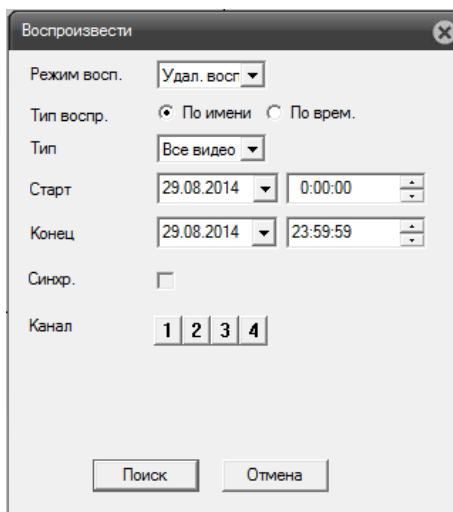 Воспроизвести
Режим восп. Удал. восп
Тип воспр. По имени По врем.
Тип Все видео
Старт 29.08.2014 0:00:00
Конец 29.08.2014 23:59:59
Синхр.
Канал 1 2 3 4
Поиск Отмена